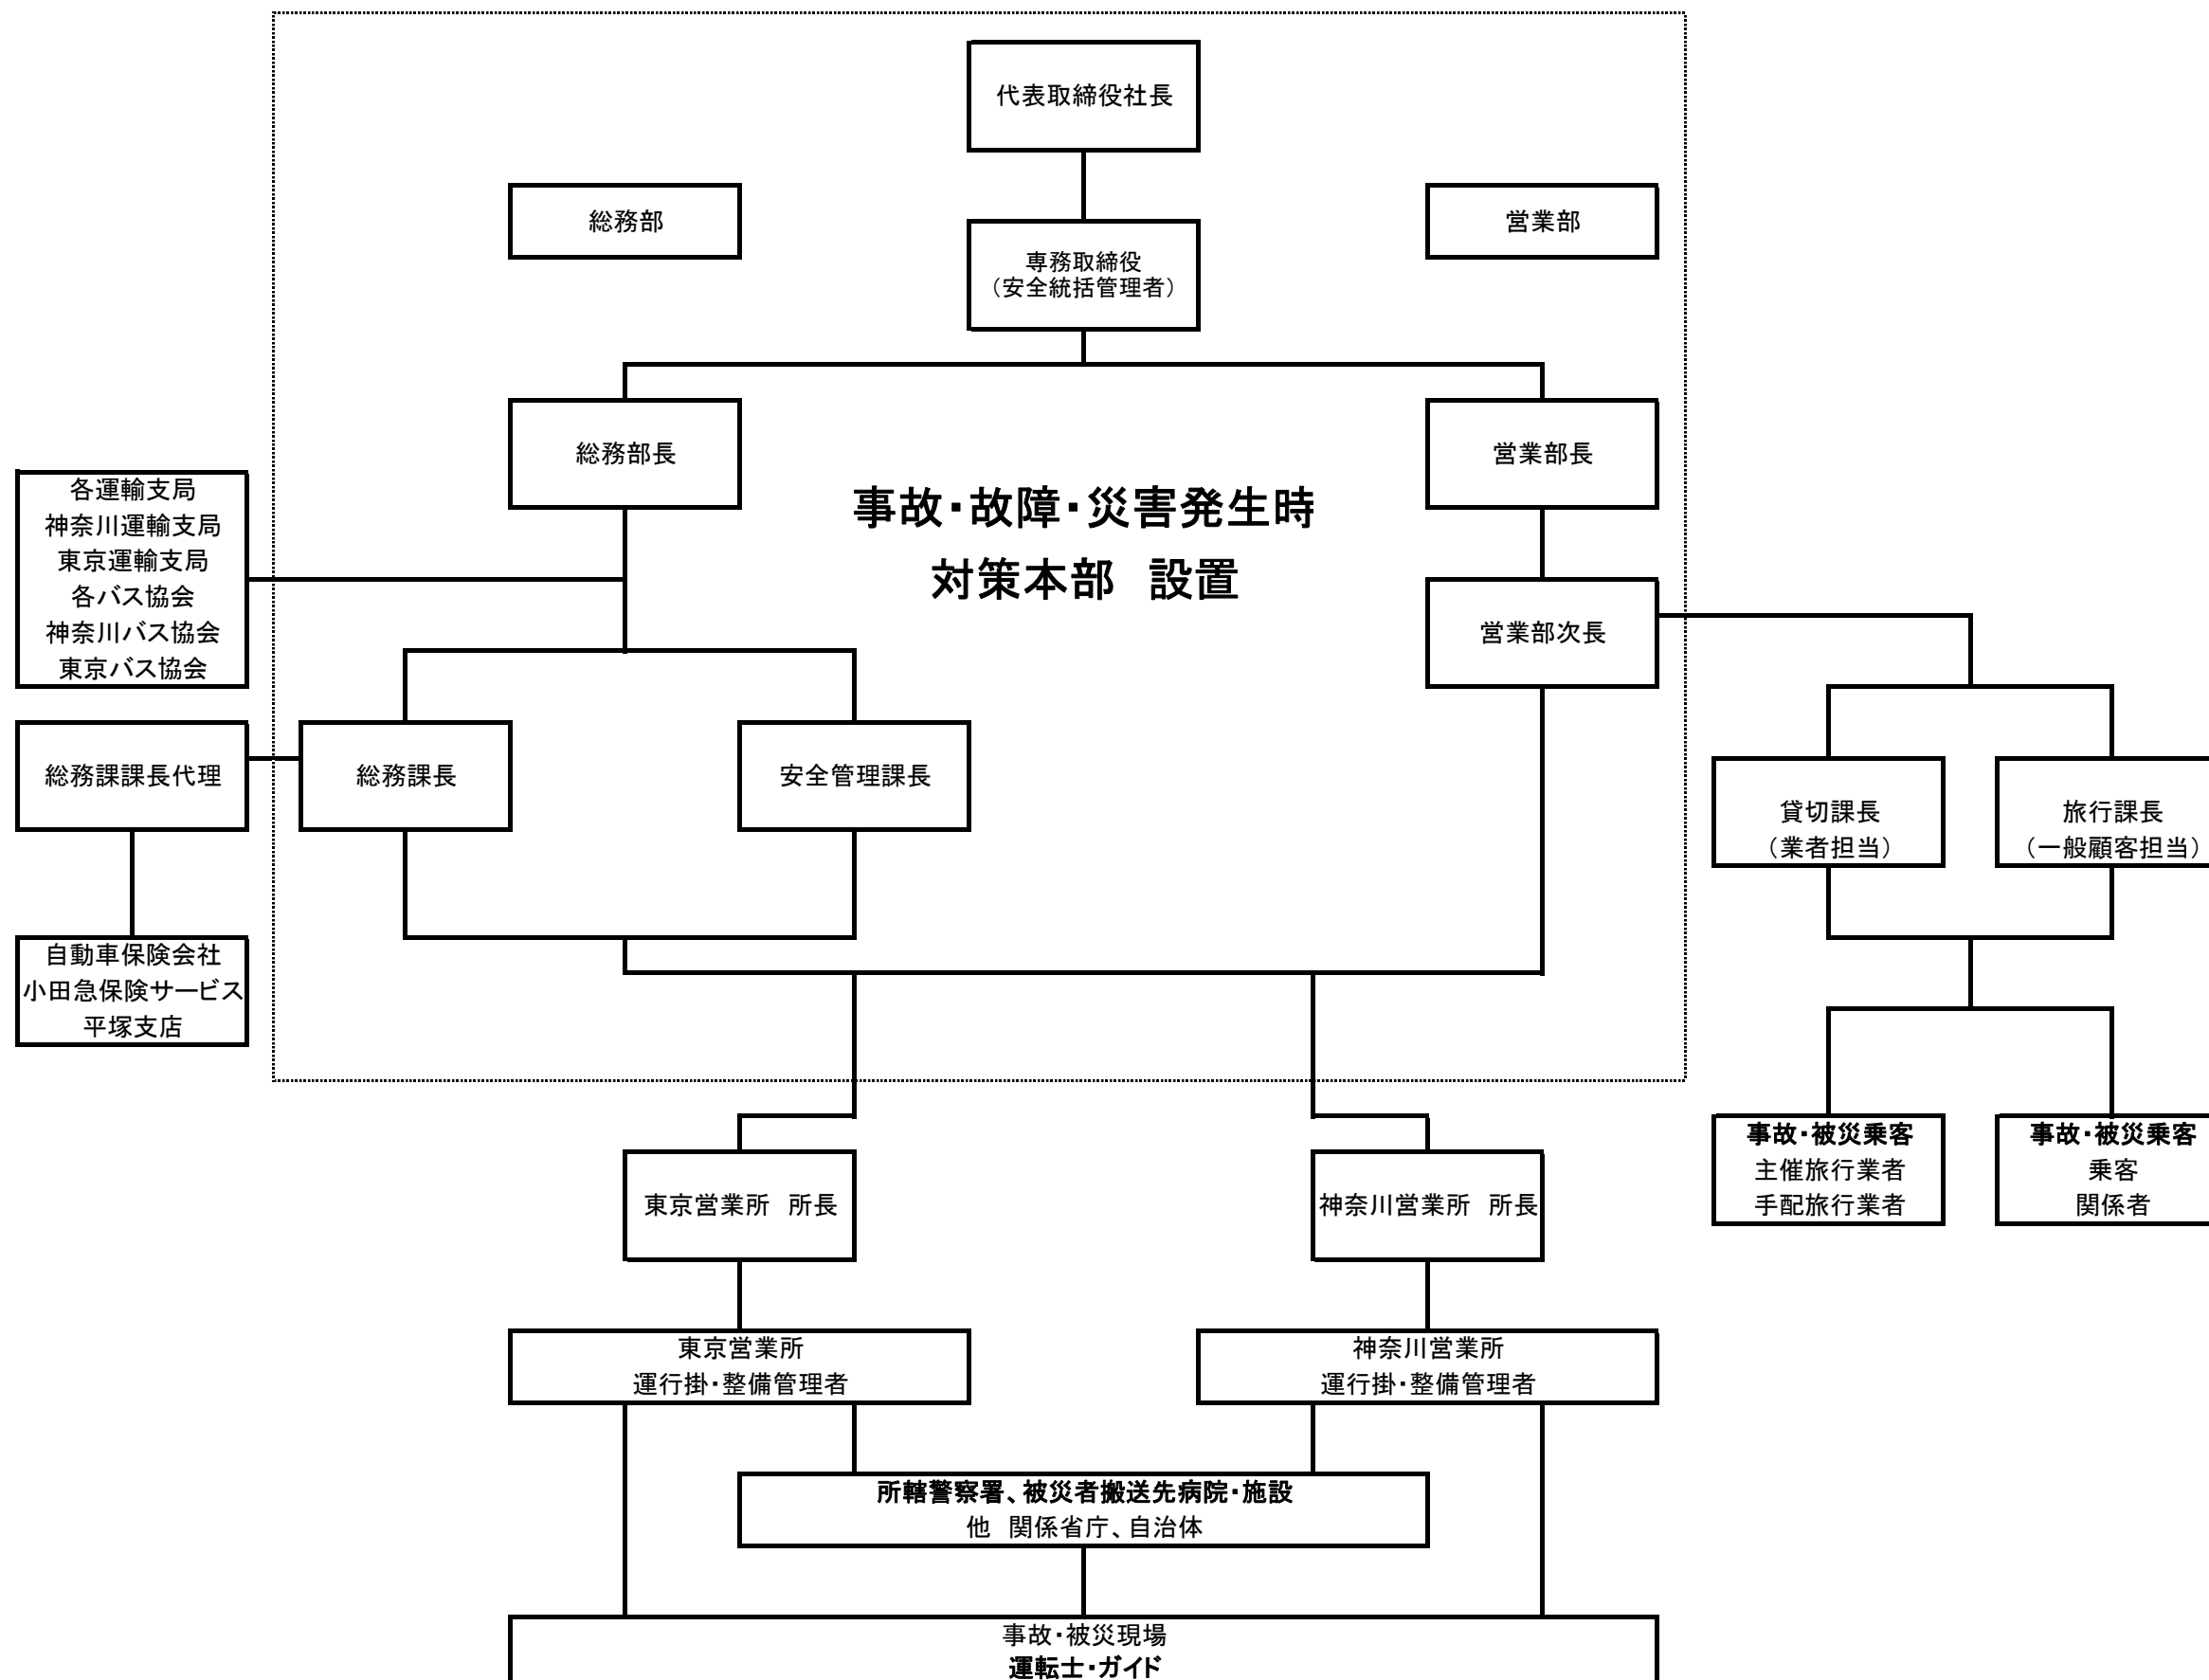 代表取締役社長
総務部
営業部
専務取締役
（安全統括管理者）
総務部長
営業部長
事故・故障・災害発生時
対策本部　設置
各運輸支局
神奈川運輸支局
東京運輸支局
各バス協会
神奈川バス協会
東京バス協会
営業部次長
総務課課長代理
総務課長
安全管理課長
貸切課長
（業者担当）
旅行課長
（一般顧客担当）
自動車保険会社
小田急保険サービス
平塚支店
事故・被災乗客
主催旅行業者
手配旅行業者
事故・被災乗客
乗客
関係者
東京営業所　所長
神奈川営業所　所長
東京営業所
運行掛・整備管理者
神奈川営業所
運行掛・整備管理者
所轄警察署、被災者搬送先病院・施設
他　関係省庁、自治体
事故・被災現場
運転士・ガイド